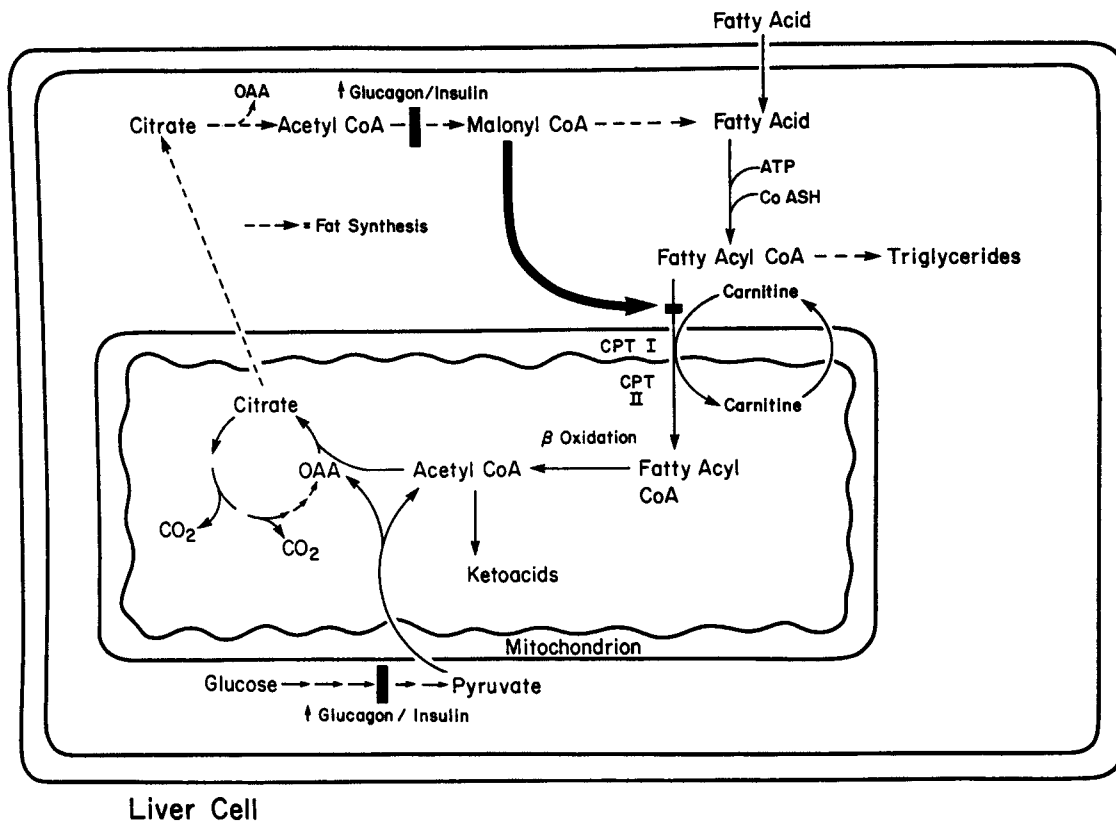 Fatty Acid
OAA
↑ Glucagon/Insulin
Citrate
Acetyl CoA
Malonyl CoA
Fatty Acid
ATP
Co ASH
= Fat Synthesis
Fatty Acyl CoA
Triglycerides
Carnitine
CPT I
CPT
II
Carnitine
Citrate
β Oxidation
OAA
Acetyl CoA
Fatty Acyl
CoA
CO2
CO2
Ketoacids
Mitochondrion
Glucose
Pyruvate
↑ Glucagon / Insulin
Liver Cell